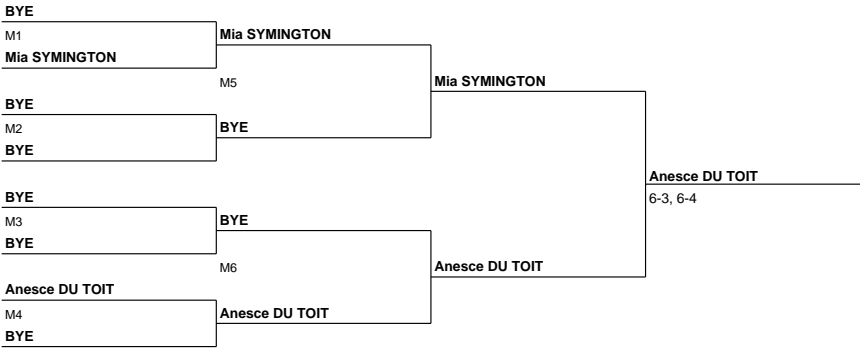 BYE
M1
Mia SYMINGTON
Mia SYMINGTON
M5
Mia SYMINGTON
BYE
M2
BYE
BYE
Anesce DU TOIT
6-3, 6-4
BYE
M3
BYE
BYE
M6
Anesce DU TOIT
Anesce DU TOIT
M4
Anesce DU TOIT
BYE